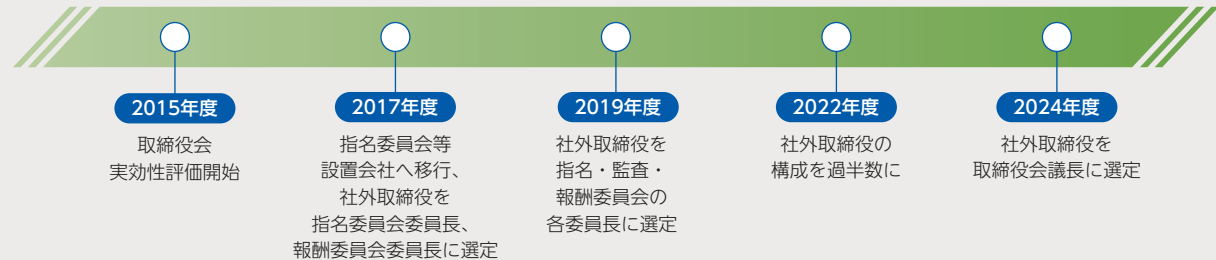 2015年度
取締役会
実効性評価開始
2017年度
指名委員会等
設置会社へ移行、
社外取締役を
指名委員会委員長、
報酬委員会委員長に選定
2019年度
社外取締役を
指名・監査・
報酬委員会の
各委員長に選定
2022年度
社外取締役の
構成を過半数に
2024年度
社外取締役を
取締役会議長に選定